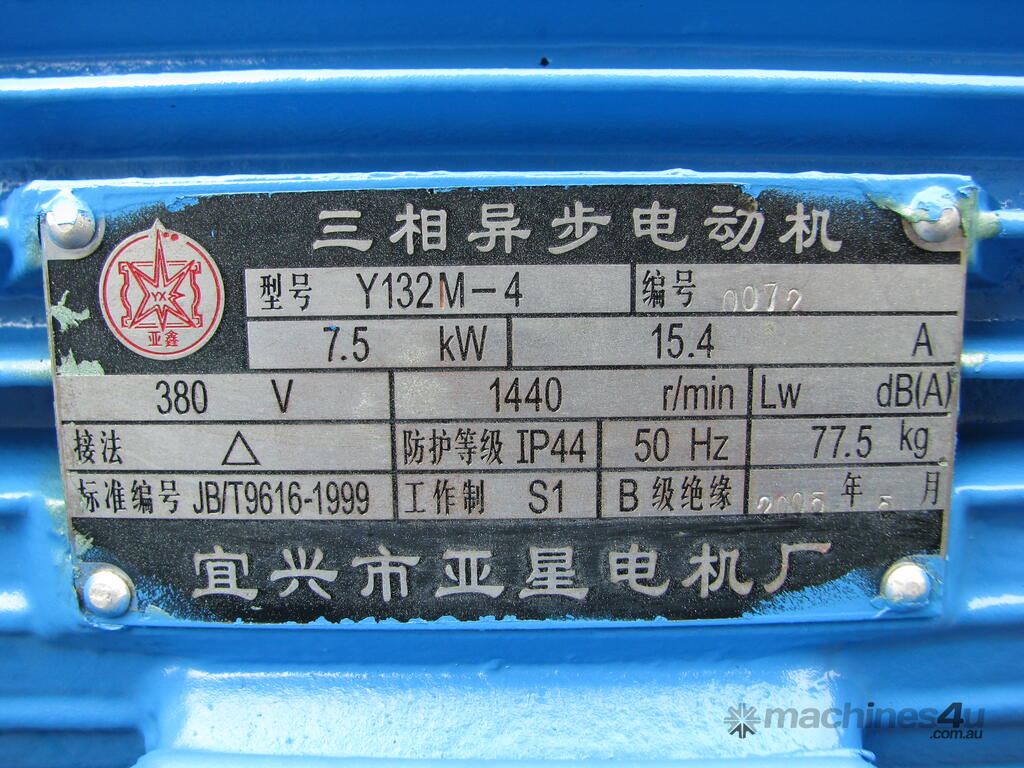 三相异步电动机
YX
亚鑫
型号 Y132M-4 编号 0072
7.5 kW 15.4 A
380 V 1440 r/min Lw dB(A)
接法 △ 防护等级 IP44 50 Hz 77.5 kg
标准编号 JB/T9616-1999 工作制 S1 B级绝缘 年 月
宜兴市亚星电机厂
machines4u
.com.au